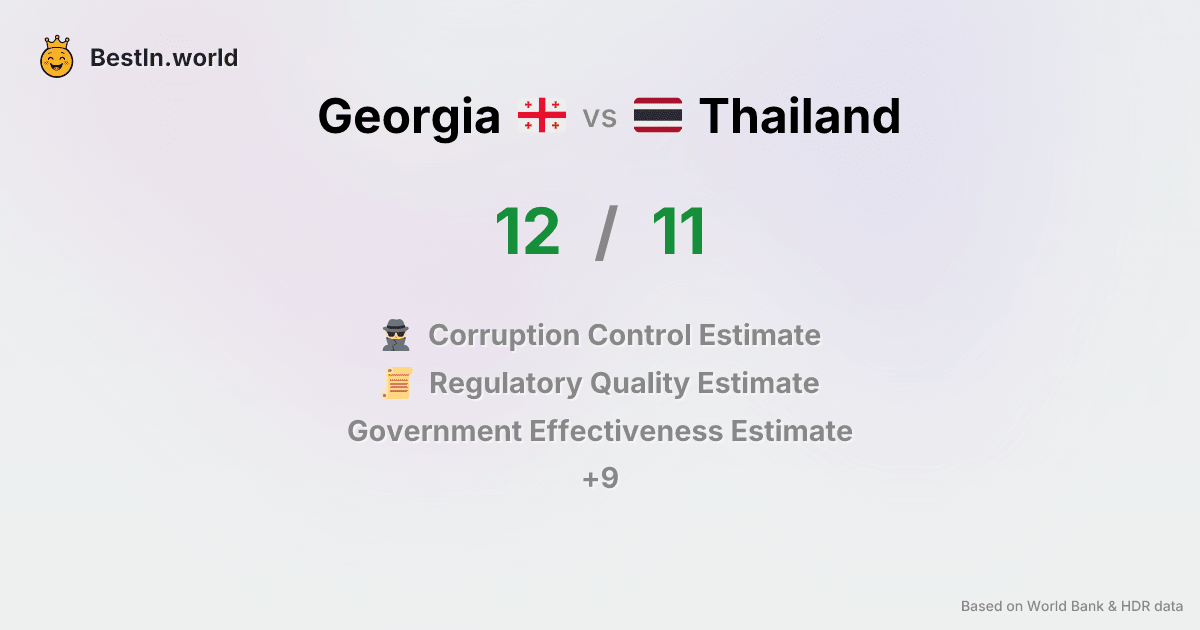 BestIn.world
Georgia vs Thailand
12 / 11
Corruption Control Estimate
Regulatory Quality Estimate
Government Effectiveness Estimate
+9
Based on World Bank & HDR data